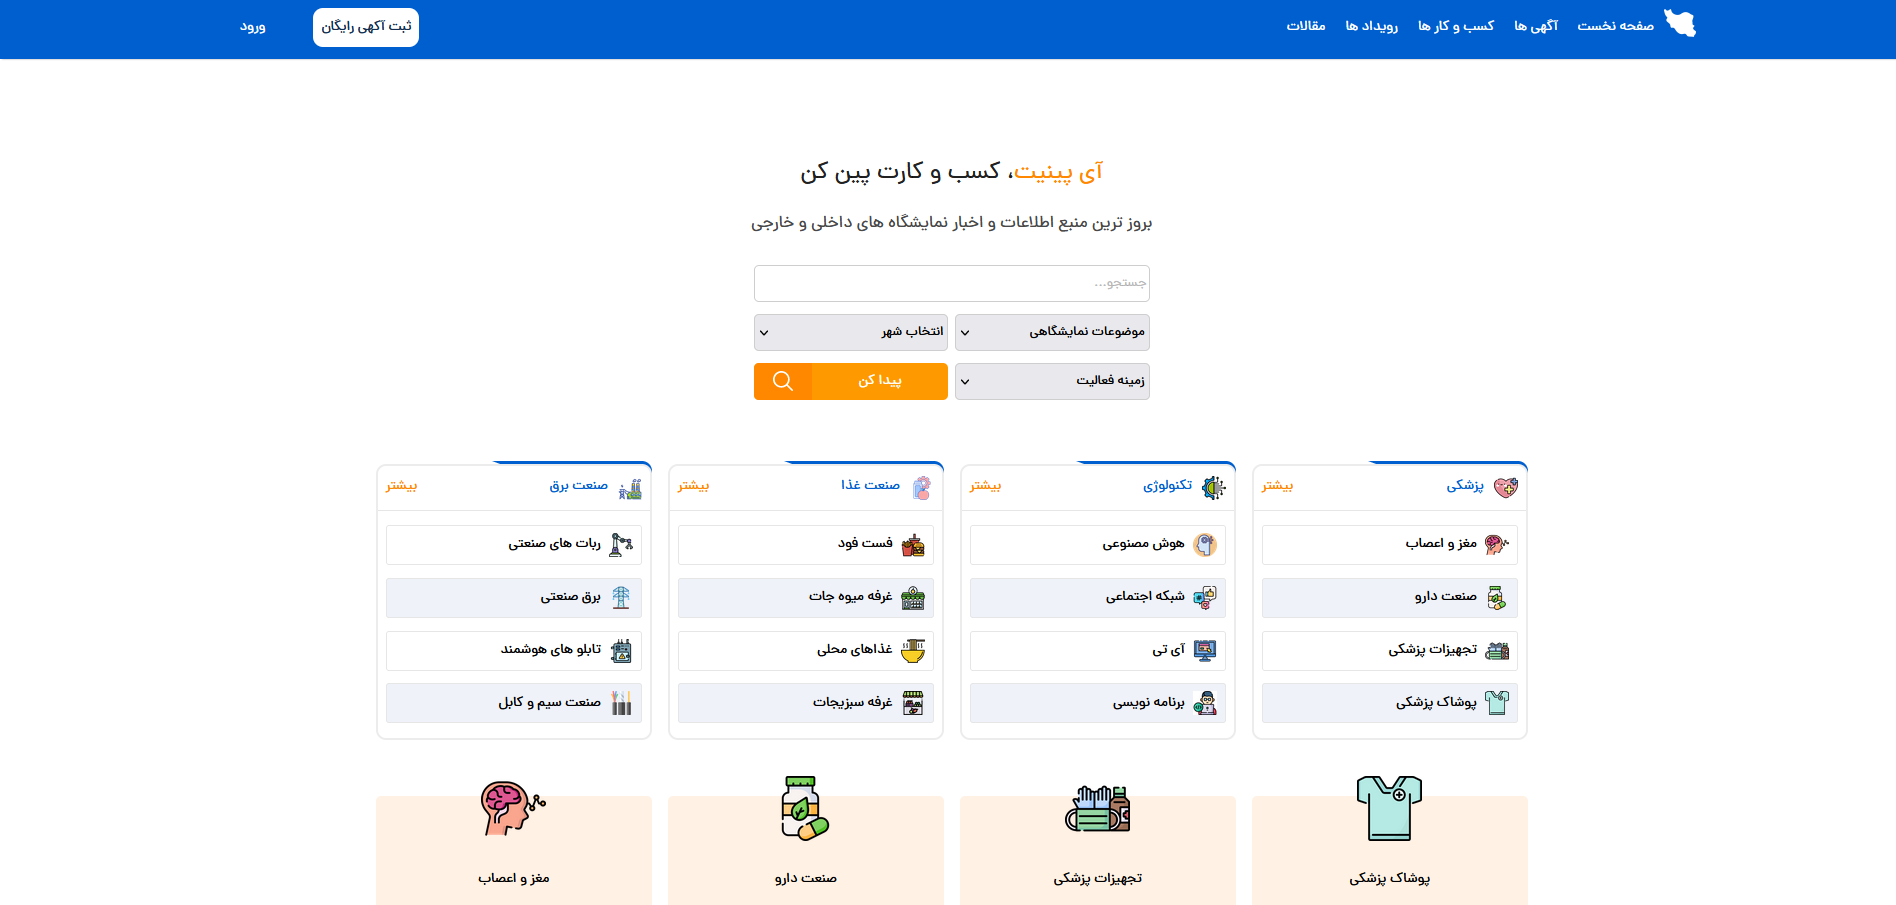 صفحه نخست
آگهی ها
کسب و کار ها
رویداد ها
مقالات
ثبت آکهی رایگان
ورود
آی پینیت، کسب و کارت پین کن
بروز ترین منبع اطلاعات و اخبار نمایشگاه های داخلی و خارجی
جستجو...
موضوعات نمایشگاهی
انتخاب شهر
زمینه فعالیت
پیدا کن
پزشکی
بیشتر
مغز و اعصاب
صنعت دارو
تجهیزات پزشکی
پوشاک پزشکی
تکنولوژی
بیشتر
هوش مصنوعی
شبکه اجتماعی
آی تی
برنامه نویسی
صنعت غذا
بیشتر
فست فود
غرفه میوه جات
غذاهای محلی
غرفه سبزیجات
صنعت برق
بیشتر
ربات های صنعتی
برق صنعتی
تابلو های هوشمند
صنعت سیم و کابل
پوشاک پزشکی
تجهیزات پزشکی
صنعت دارو
مغز و اعصاب